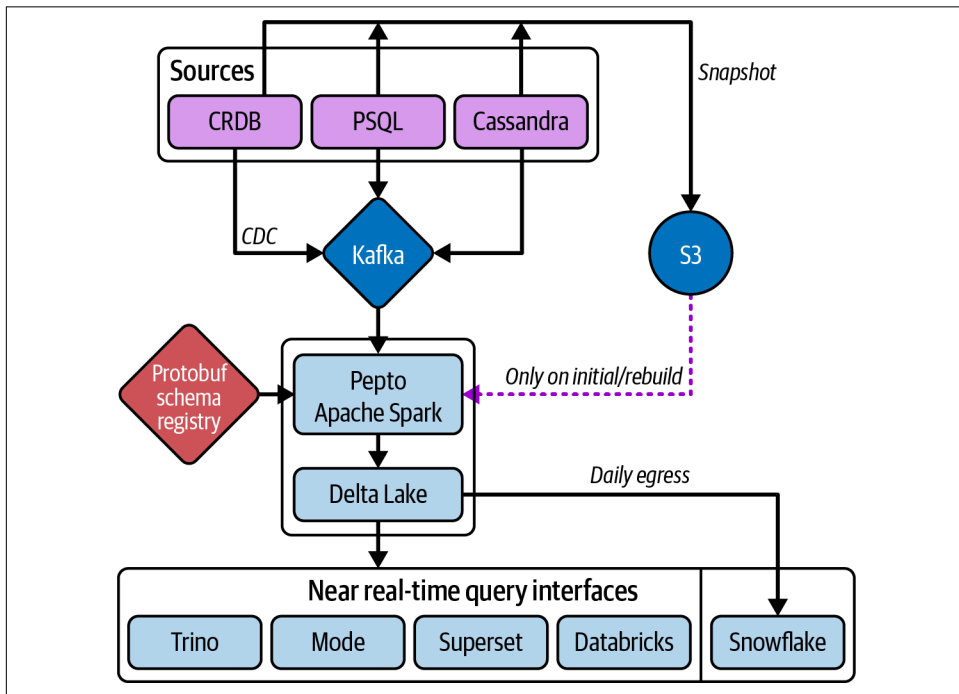 Sources
Snapshot
CRDB
PSQL
Cassandra
CDC
Kafka
S3
Protobuf
schema
registry
Pepto
Apache Spark
Only on initial/rebuild
Delta Lake
Daily egress
Near real-time query interfaces
Trino
Mode
Superset
Databricks
Snowflake